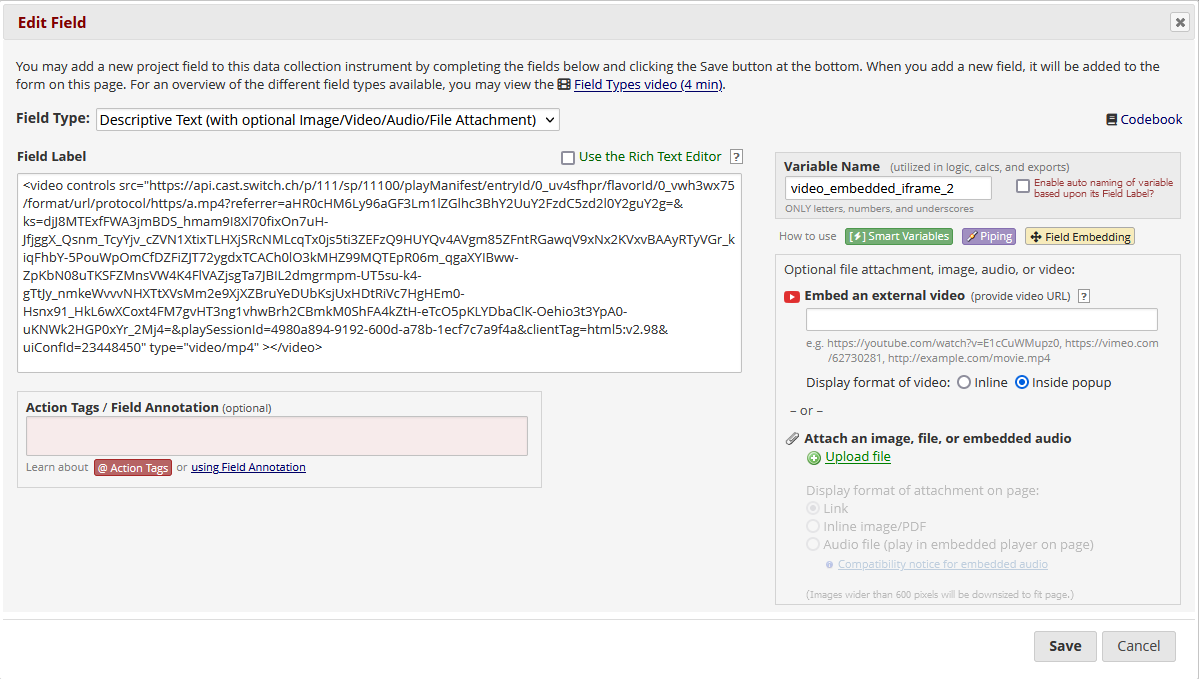 Edit Field
You may add a new project field to this data collection instrument by completing the fields below and clicking the Save button at the bottom. When you add a new field, it will be added to the
form on this page. For an overview of the different field types available, you may view the Field Types video (4 min).
Field Type: Descriptive Text (with optional Image/Video/Audio/File Attachment)
Codebook
Field Label
Use the Rich Text Editor ?
<video controls src="https://api.cast.switch.ch/p/111/sp/11100/playManifest/entryId/0_uv4sfhpr/flavorId/0_vwh3wx75
/format/url/protocol/https/a.mp4?referrer=aHR0cHM6Ly96aGF3Lm1lZGlhc3BhY2UuY2FzdC5zd2l0Y2guY2g=&
ks=djJ8MTExfFWA3jmBDS_hmam9I8Xl70fixOn7uH-
JfjggX_Qsnm_TcyYjv_cZVN1XtixTLHXjSRcNMLcqTx0js5ti3ZEFzQ9HUYQv4AVgm85ZFntRGawqV9xNx2KVxvBAAyRTyVGr_k
iqFhbY-5PouWpOmCfDZFiZJT72ygdxTCACh0lO3kMHZ99MQTEpR06m_qgaXYIBww-
ZpKbN08uTKSFZMnsVW4K4FlVAZjsgTa7JBIL2dmgrmpm-UT5su-k4-
gTtJy_nmkeWvvvNHXTtXVsMm2e9XjXZBruYeDUbKsjUxHDtRiVc7HgHEm0-
Hsnx91_HkL6wXCoxt4FM7gvHT3ng1vhwBrh2CBmkM0ShFA4kZtH-eTcO5pKLYDbaClK-Oehio3t3YpA0-
uKNWk2HGP0xYr_2Mj4=&playSessionId=4980a894-9192-600d-a78b-1ecf7c7a9f4a&clientTag=html5:v2.98&
uiConfId=23448450" type="video/mp4" ></video>
Action Tags / Field Annotation (optional)
Learn about @ Action Tags or using Field Annotation
Variable Name (utilized in logic, calcs, and exports)
video_embedded_iframe_2
Enable auto naming of variable
based upon its Field Label?
ONLY letters, numbers, and underscores
How to use Smart Variables Piping Field Embedding
Optional file attachment, image, audio, or video:
Embed an external video (provide video URL) ?
e.g. https://youtube.com/watch?v=E1cCuWMupz0, https://vimeo.com
/62730281, http://example.com/movie.mp4
Display format of video: Inline Inside popup
– or –
Attach an image, file, or embedded audio
Upload file
Display format of attachment on page:
Link
Inline image/PDF
Audio file (play in embedded player on page)
Compatibility notice for embedded audio
(Images wider than 600 pixels will be downsized to fit page.)
Save
Cancel